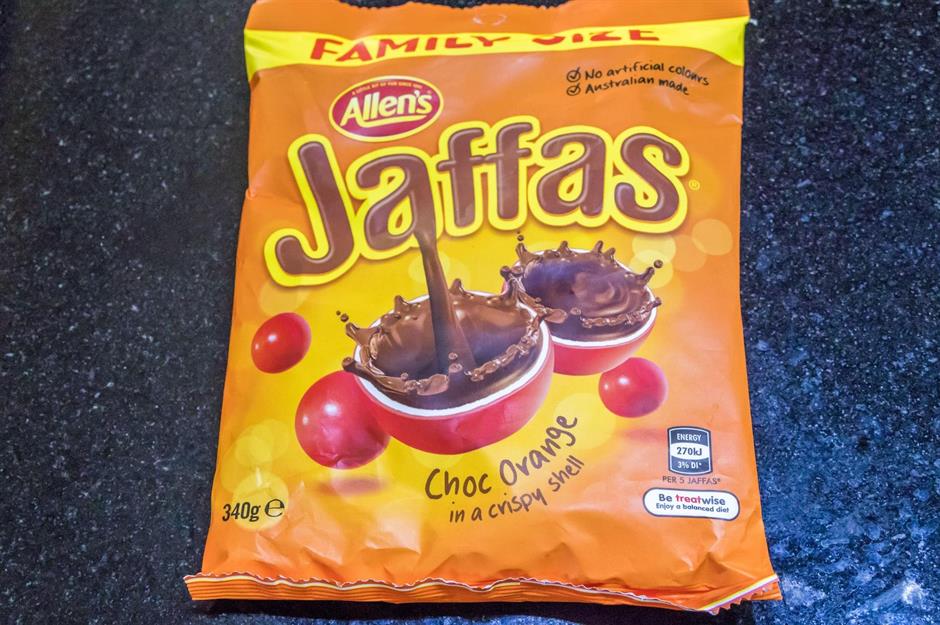 FAMILY SIZE
No artificial colours
Australian made
Allen's
Jaffas®
Choc Orange
in a crispy shell
340g ℮
ENERGY
270kJ
3% DI*
PER 5 JAFFAS*
Be treatwise
Enjoy a balanced diet